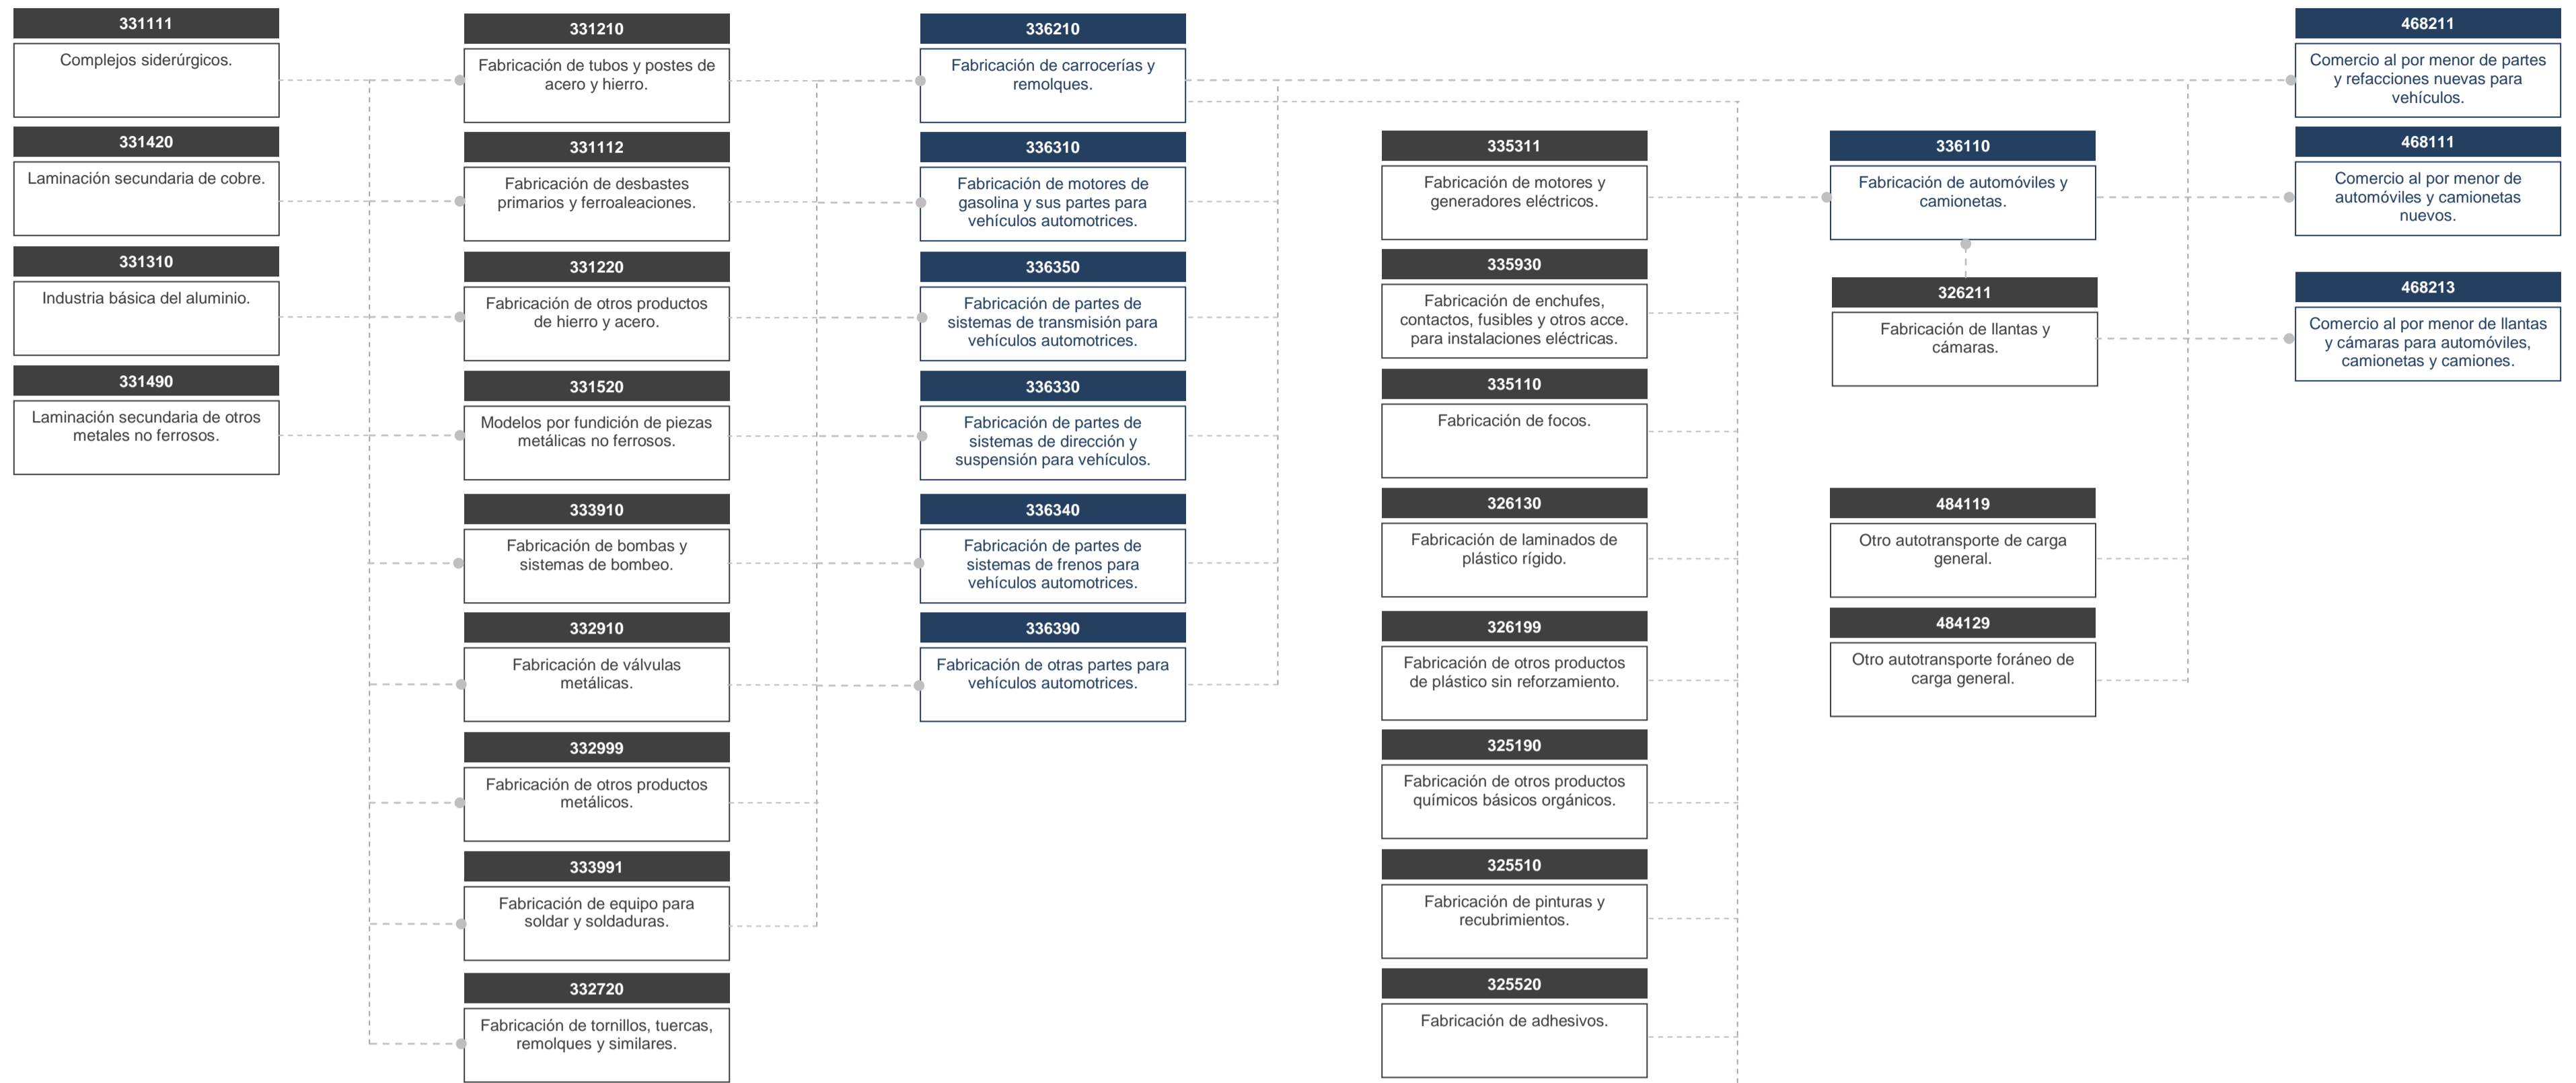 331111
Complejos siderúrgicos.
331420
Laminación secundaria de cobre.
331310
Industria básica del aluminio.
331490
Laminación secundaria de otros
metales no ferrosos.
331210
Fabricación de tubos y postes de
acero y hierro.
331112
Fabricación de desbastes
primarios y ferroaleaciones.
331220
Fabricación de otros productos
de hierro y acero.
331520
Modelos por fundición de piezas
metálicas no ferrosos.
333910
Fabricación de bombas y
sistemas de bombeo.
332910
Fabricación de válvulas
metálicas.
332999
Fabricación de otros productos
metálicos.
333991
Fabricación de equipo para
soldar y soldaduras.
332720
Fabricación de tornillos, tuercas,
remolques y similares.
336210
Fabricación de carrocerías y
remolques.
336310
Fabricación de motores de
gasolina y sus partes para
vehículos automotrices.
336350
Fabricación de partes de
sistemas de transmisión para
vehículos automotrices.
336330
Fabricación de partes de
sistemas de dirección y
suspensión para vehículos.
336340
Fabricación de partes de
sistemas de frenos para
vehículos automotrices.
336390
Fabricación de otras partes para
vehículos automotrices.
335311
Fabricación de motores y
generadores eléctricos.
335930
Fabricación de enchufes,
contactos, fusibles y otros acce.
para instalaciones eléctricas.
335110
Fabricación de focos.
326130
Fabricación de laminados de
plástico rígido.
326199
Fabricación de otros productos
de plástico sin reforzamiento.
325190
Fabricación de otros productos
químicos básicos orgánicos.
325510
Fabricación de pinturas y
recubrimientos.
325520
Fabricación de adhesivos.
336110
Fabricación de automóviles y
camionetas.
326211
Fabricación de llantas y
cámaras.
484119
Otro autotransporte de carga
general.
484129
Otro autotransporte foráneo de
carga general.
468211
Comercio al por menor de partes
y refacciones nuevas para
vehículos.
468111
Comercio al por menor de
automóviles y camionetas
nuevos.
468213
Comercio al por menor de llantas
y cámaras para automóviles,
camionetas y camiones.